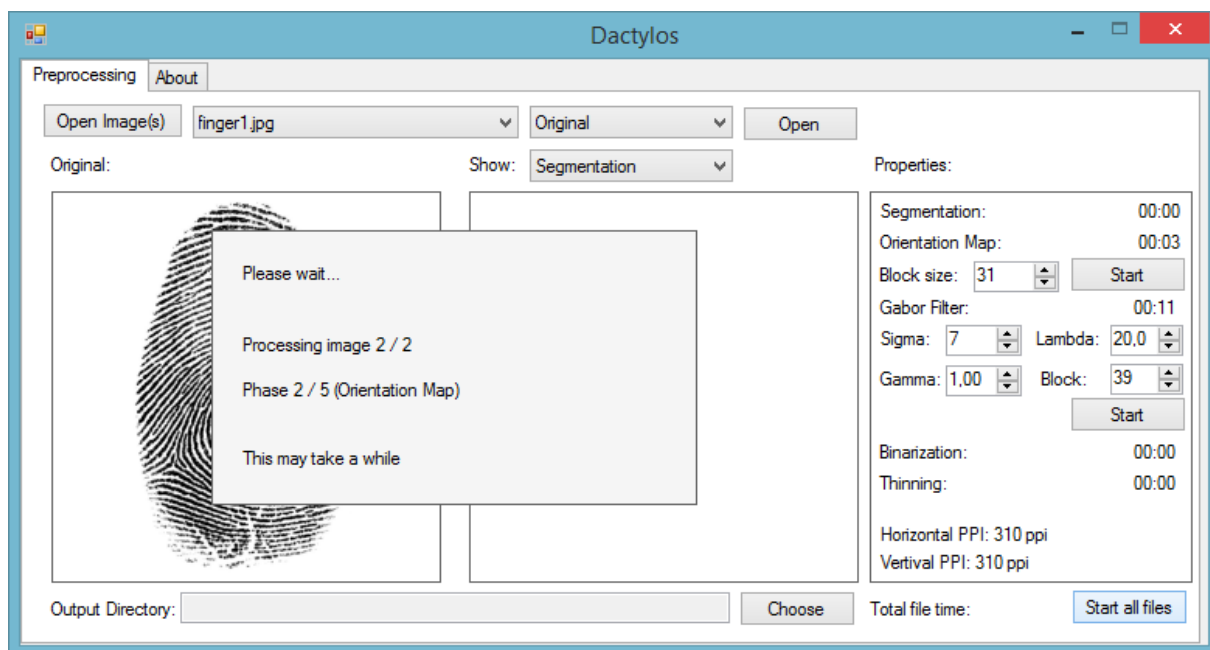 Dactylos
Preprocessing About
Open Image(s) finger1.jpg Original Open
Original: Show: Segmentation Properties:
Please wait...
Processing image 2 / 2
Phase 2 / 5 (Orientation Map)
This may take a while
Segmentation: 00:00
Orientation Map: 00:03
Block size: 31 Start
Gabor Filter: 00:11
Sigma: 7 Lambda: 20,0
Gamma: 1,00 Block: 39
Start
Binarization: 00:00
Thinning: 00:00
Horizontal PPI: 310 ppi
Vertival PPI: 310 ppi
Output Directory: Choose Total file time: Start all files